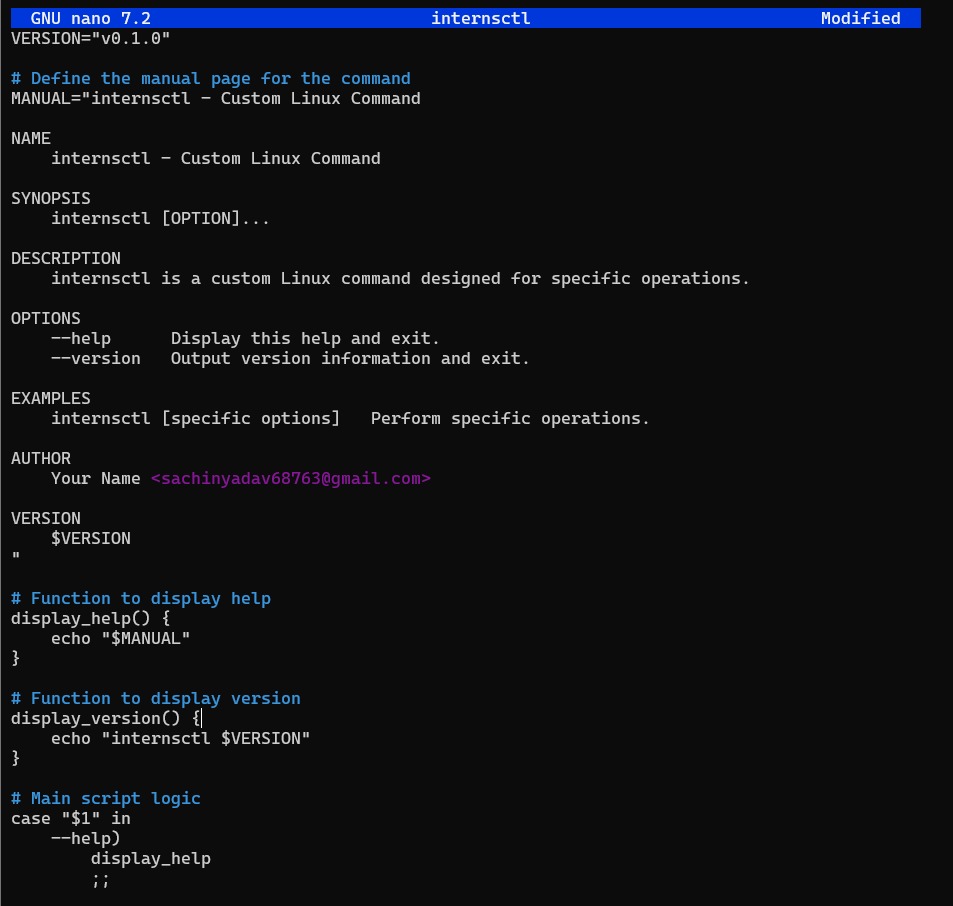 GNU nano 7.2 internsctl Modified
VERSION="v0.1.0"
# Define the manual page for the command
MANUAL="internsctl - Custom Linux Command
NAME
    internsctl - Custom Linux Command
SYNOPSIS
    internsctl [OPTION]...
DESCRIPTION
    internsctl is a custom Linux command designed for specific operations.
OPTIONS
    --help      Display this help and exit.
    --version   Output version information and exit.
EXAMPLES
    internsctl [specific options]   Perform specific operations.
AUTHOR
    Your Name <sachinyadav68763@gmail.com>
VERSION
    $VERSION
"
# Function to display help
display_help() {
    echo "$MANUAL"
}
# Function to display version
display_version() {
    echo "internsctl $VERSION"
}
# Main script logic
case "$1" in
    --help)
        display_help
        ;;